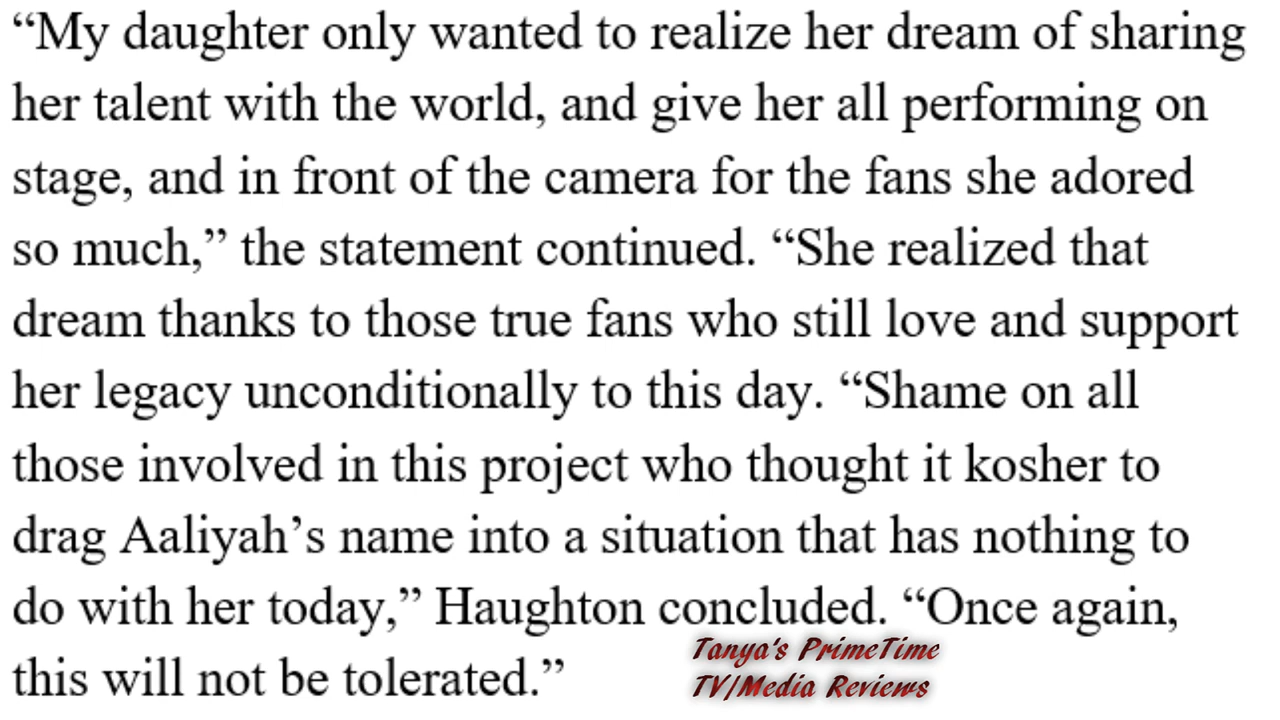 “My daughter only wanted to realize her dream of sharing
her talent with the world, and give her all performing on
stage, and in front of the camera for the fans she adored
so much,” the statement continued. “She realized that
dream thanks to those true fans who still love and support
her legacy unconditionally to this day. “Shame on all
those involved in this project who thought it kosher to
drag Aaliyah’s name into a situation that has nothing to
do with her today,” Haughton concluded. “Once again,
this will not be tolerated.”
Tanya's PrimeTime
TV/Media Reviews